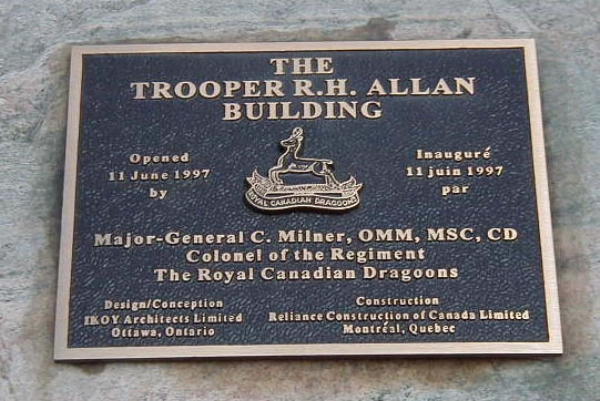 THE
TROOPER R.H. ALLAN
BUILDING
Opened
11 June 1997
by
Inauguré
11 juin 1997
par
ROYAL CANADIAN DRAGOONS
Major-General C. Milner, OMM, MSC, CD
Colonel of the Regiment
The Royal Canadian Dragoons
Design/Conception
IKOY Architects Limited
Ottawa, Ontario
Construction
Reliance Construction of Canada Limited
Montréal, Quebec